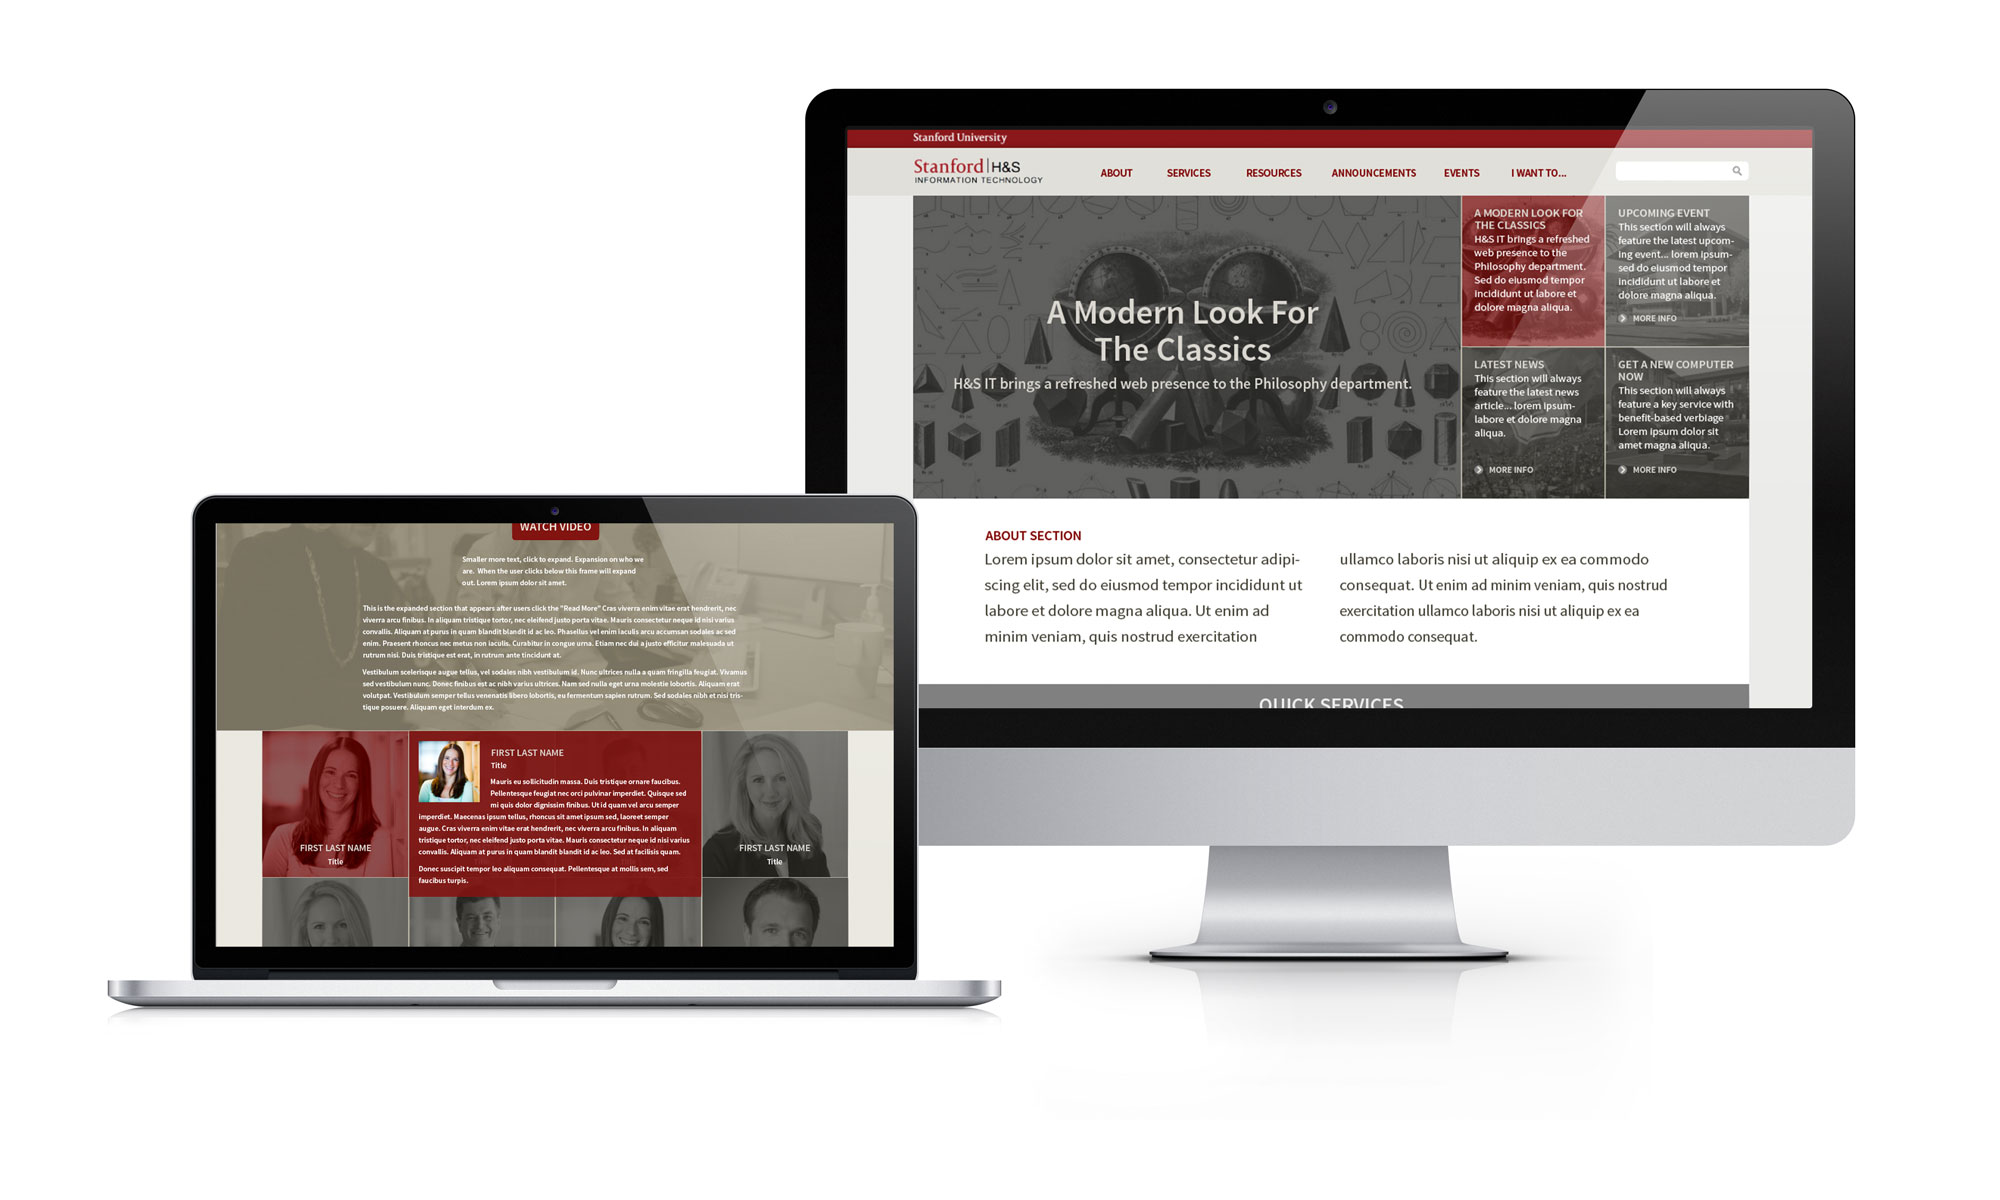 Stanford University
Stanford H&S
INFORMATION TECHNOLOGY
ABOUT SERVICES RESOURCES ANNOUNCEMENTS EVENTS I WANT TO...
A Modern Look For
The Classics
H&S IT brings a refreshed web presence to the Philosophy department.
A MODERN LOOK FOR
THE CLASSICS
H&S IT brings a refreshed
web presence to the
Philosophy department.
Sed do eiusmod tempor
incididunt ut labore et
dolore magna aliqua.
UPCOMING EVENT
This section will always
feature the latest upcom-
ing event... lorem ipsum-
sed do eiusmod tempor
incididunt ut labore et
dolore magna aliqua.
MORE INFO
LATEST NEWS
This section will always
feature the latest news
article... lorem ipsum-
labore et dolore magna
aliqua.
MORE INFO
GET A NEW COMPUTER
NOW
This section will always
feature a key service with
benefit-based verbiage
Lorem ipsum dolor sit
amet magna aliqua.
MORE INFO
ABOUT SECTION
Lorem ipsum dolor sit amet, consectetur adipi-
scing elit, sed do eiusmod tempor incididunt ut
labore et dolore magna aliqua. Ut enim ad
minim veniam, quis nostrud exercitation
ullamco laboris nisi ut aliquip ex ea commodo
consequat. Ut enim ad minim veniam, quis nostrud
exercitation ullamco laboris nisi ut aliquip ex ea
commodo consequat.
QUICK SERVICES
WATCH VIDEO
Smaller more text, click to expand. Expansion on who we
are. When the user clicks below this frame will expand
out. Lorem ipsum dolor sit amet.
This is the expanded section that appears after users click the "Read More" Cras viverra enim vitae erat hendrerit, nec
viverra arcu finibus. In aliquam tristique tortor, nec eleifend justo porta vitae. Mauris consectetur neque id nisi varius
convallis. Aliquam at purus in quam blandit blandit id ac leo. Phasellus vel enim iaculis arcu accumsan sodales ac sed
enim. Praesent rhoncus nec metus non iaculis. Curabitur in congue urna. Etiam nec dui a justo efficitur malesuada ut
rutrum nisi. Duis tristique est erat, in rutrum ante tincidunt at.
Vestibulum scelerisque augue tellus, vel sodales nibh vestibulum id. Nunc ultrices nulla a quam fringilla feugiat. Vivamus
sed vestibulum nunc. Donec finibus est ac nibh varius ultrices. Nam sed nulla eget urna molestie lobortis. Aliquam erat
volutpat. Vestibulum semper tellus venenatis libero lobortis, eu fermentum sapien rutrum. Sed sodales nibh et nisi tris-
tique posuere. Aliquam eget interdum ex.
FIRST LAST NAME
Title
FIRST LAST NAME
Title
Mauris eu sollicitudin massa. Duis tristique ornare faucibus.
Pellentesque feugiat nec orci pulvinar imperdiet. Quisque sed
mi quis dolor dignissim finibus. Ut id quam vel arcu semper
imperdiet. Maecenas ipsum tellus, rhoncus sit amet ipsum sed, laoreet semper
augue. Cras viverra enim vitae erat hendrerit, nec viverra arcu finibus. In aliquam
tristique tortor, nec eleifend justo porta vitae. Mauris consectetur neque id nisi varius
convallis. Aliquam at purus in quam blandit blandit id ac leo. Sed at facilisis quam.
Donec suscipit tempor leo aliquam consequat. Pellentesque at mollis sem, sed
faucibus turpis.
FIRST LAST NAME
Title